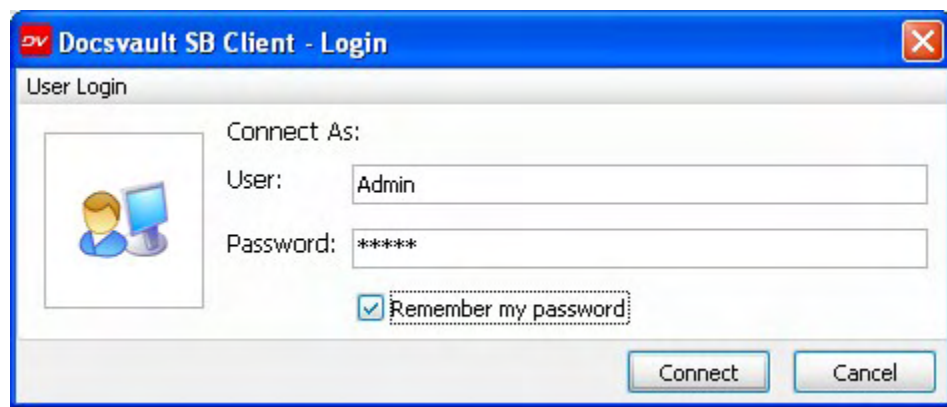 DV Docsvault SB Client - Login
User Login
Connect As:
User: Admin
Password: *****
Remember my password
Connect Cancel